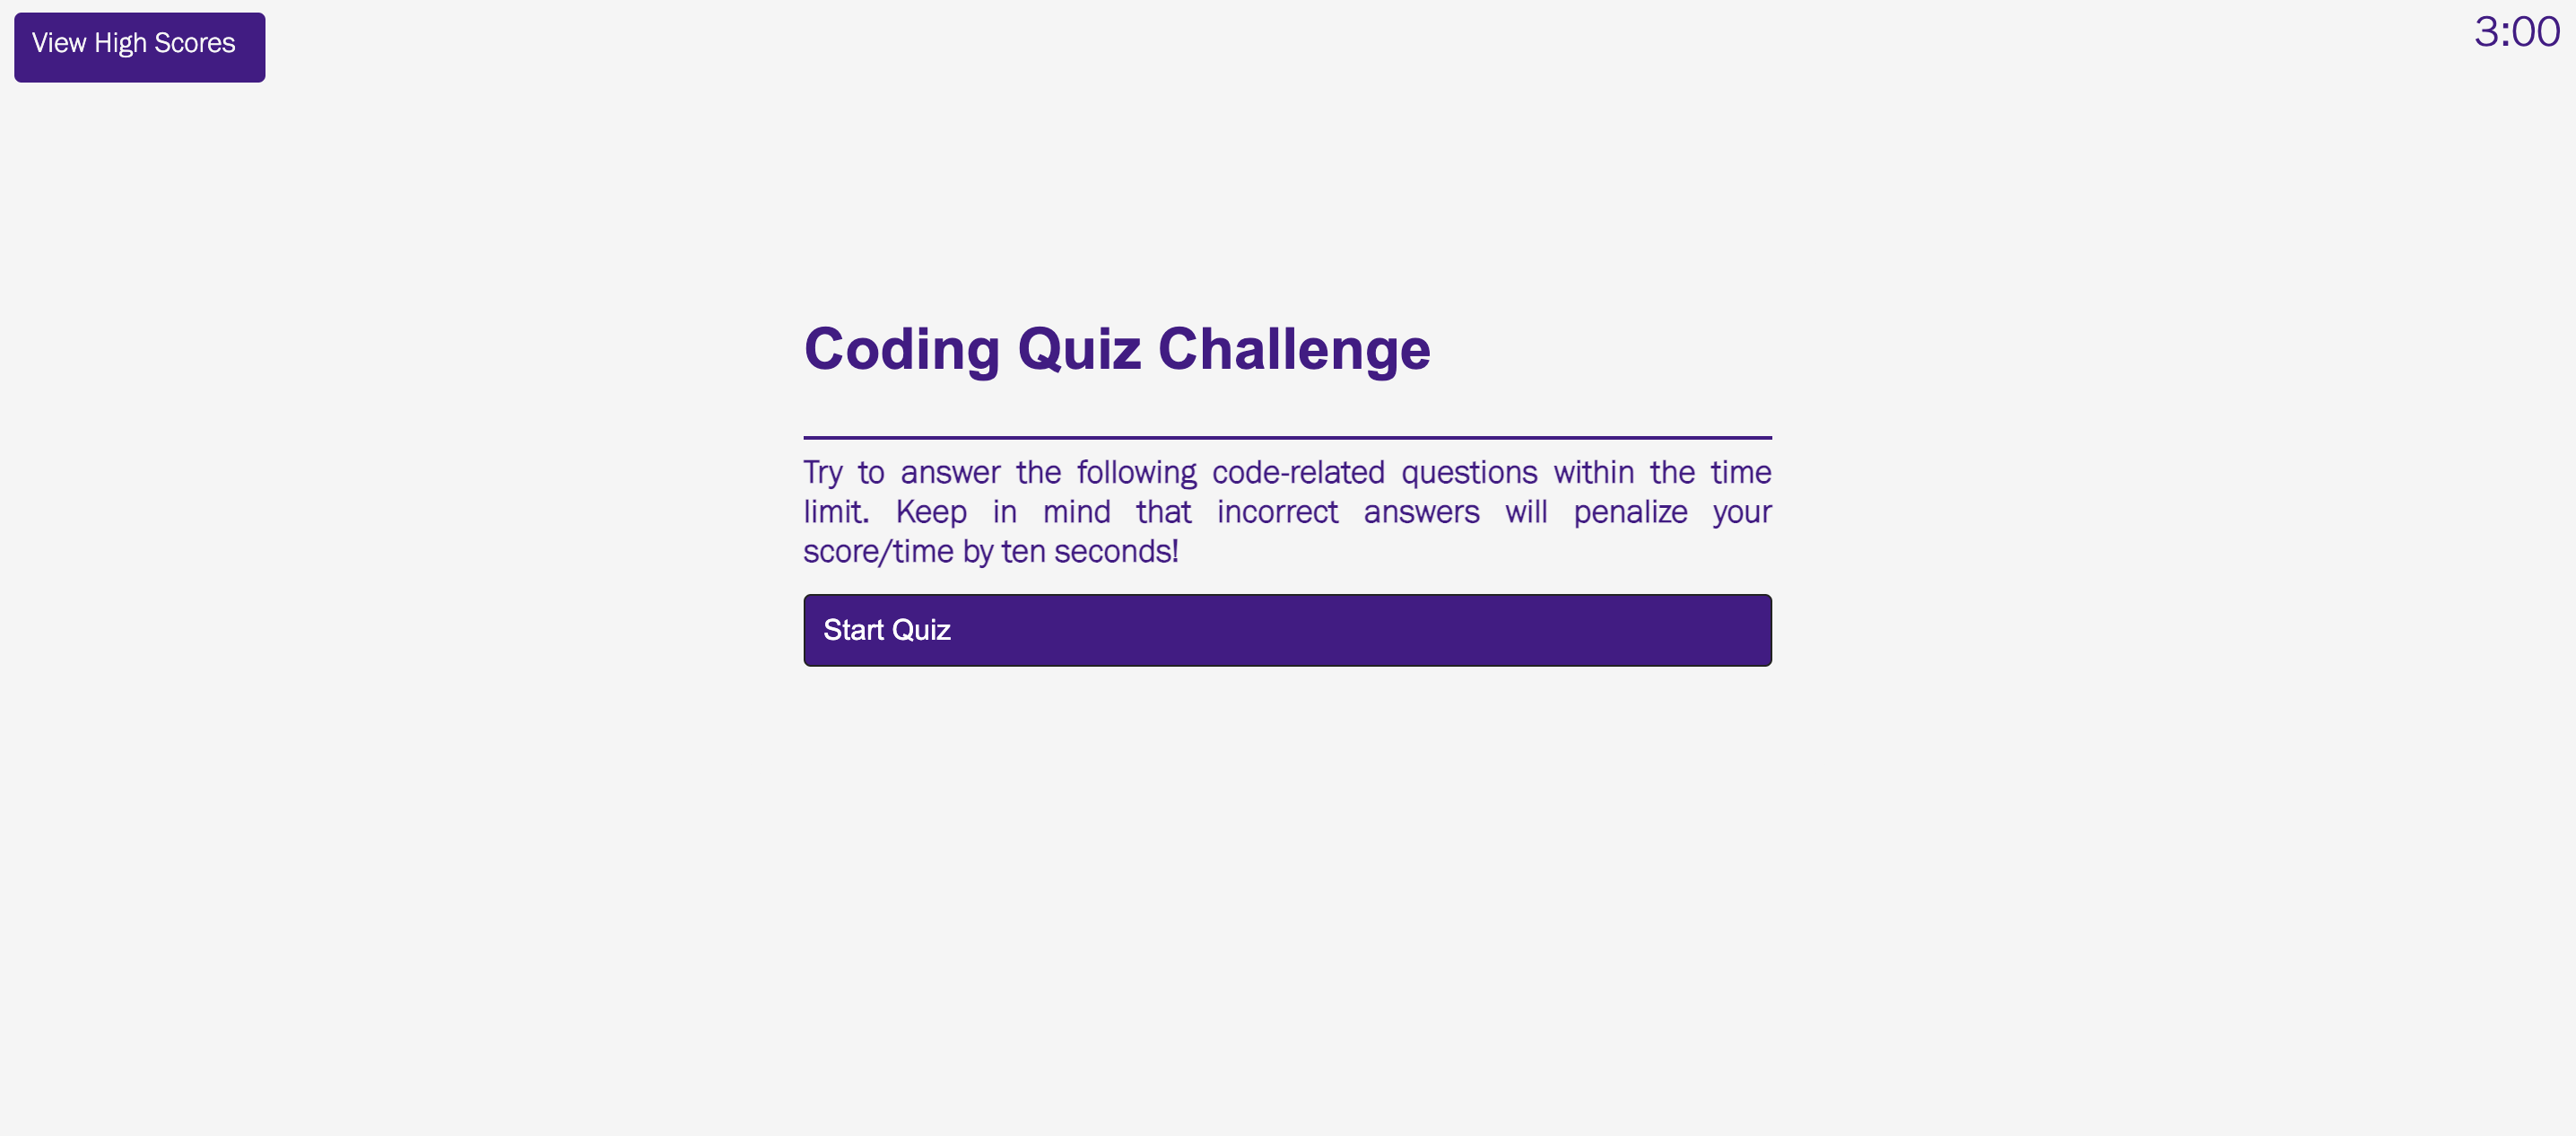 View High Scores
3:00
Coding Quiz Challenge
Try to answer the following code-related questions within the time
limit. Keep in mind that incorrect answers will penalize your
score/time by ten seconds!
Start Quiz